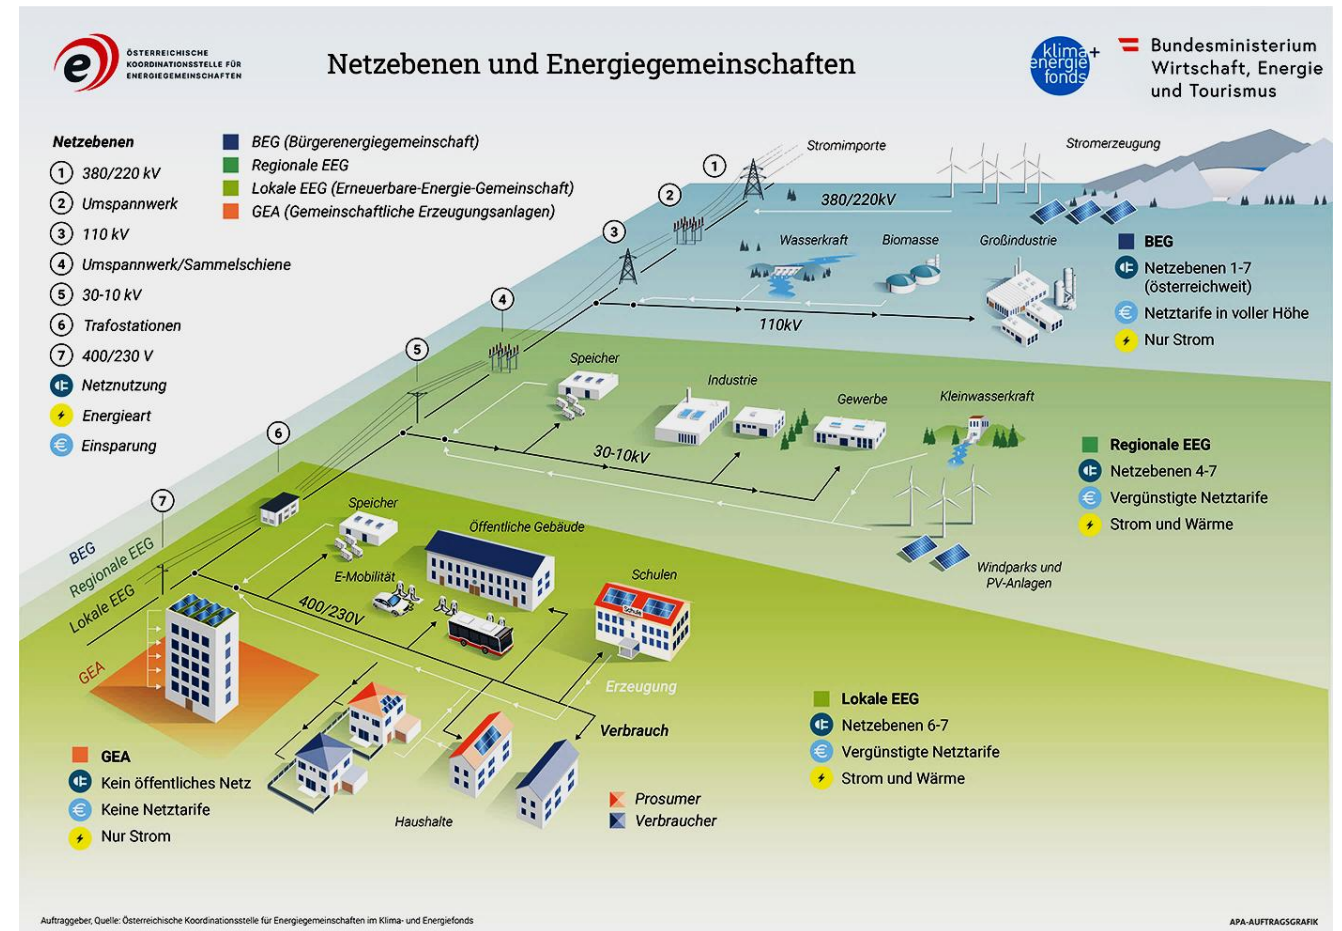 ÖSTERREICHISCHE
KOORDINATIONSSTELLE FÜR
ENERGIEGEMEINSCHAFTEN
Netzebenen und Energiegemeinschaften
klima+
energie
fonds
Bundesministerium
Wirtschaft, Energie
und Tourismus
Netzebenen
1 380/220 kV
2 Umspannwerk
3 110 kV
4 Umspannwerk/Sammelschiene
5 30-10 kV
6 Trafostationen
7 400/230 V
Netznutzung
Energieart
€ Einsparung
BEG (Bürgerenergiegemeinschaft)
Regionale EEG
Lokale EEG (Erneuerbare-Energie-Gemeinschaft)
GEA (Gemeinschaftliche Erzeugungsanlagen)
1
Stromimporte
Stromerzeugung
2
380/220kV
3
Wasserkraft
Biomasse
Großindustrie
110kV
BEG
Netzebenen 1-7
(österreichweit)
€ Netztarife in voller Höhe
Nur Strom
4
5
Speicher
Industrie
Gewerbe
Kleinwasserkraft
30-10kV
Windparks und
PV-Anlagen
Regionale EEG
Netzebenen 4-7
€ Vergünstigte Netztarife
Strom und Wärme
6
7
BEG
Regionale EEG
Lokale EEG
GEA
Speicher
Öffentliche Gebäude
E-Mobilität
Schulen
Schule
400/230V
Erzeugung
Verbrauch
Haushalte
Prosumer
Verbraucher
Lokale EEG
Netzebenen 6-7
€ Vergünstigte Netztarife
Strom und Wärme
GEA
Kein öffentliches Netz
€ Keine Netztarife
Nur Strom
Auftraggeber, Quelle: Österreichische Koordinationsstelle für Energiegemeinschaften im Klima- und Energiefonds
APA-AUFTRAGSGRAFIK